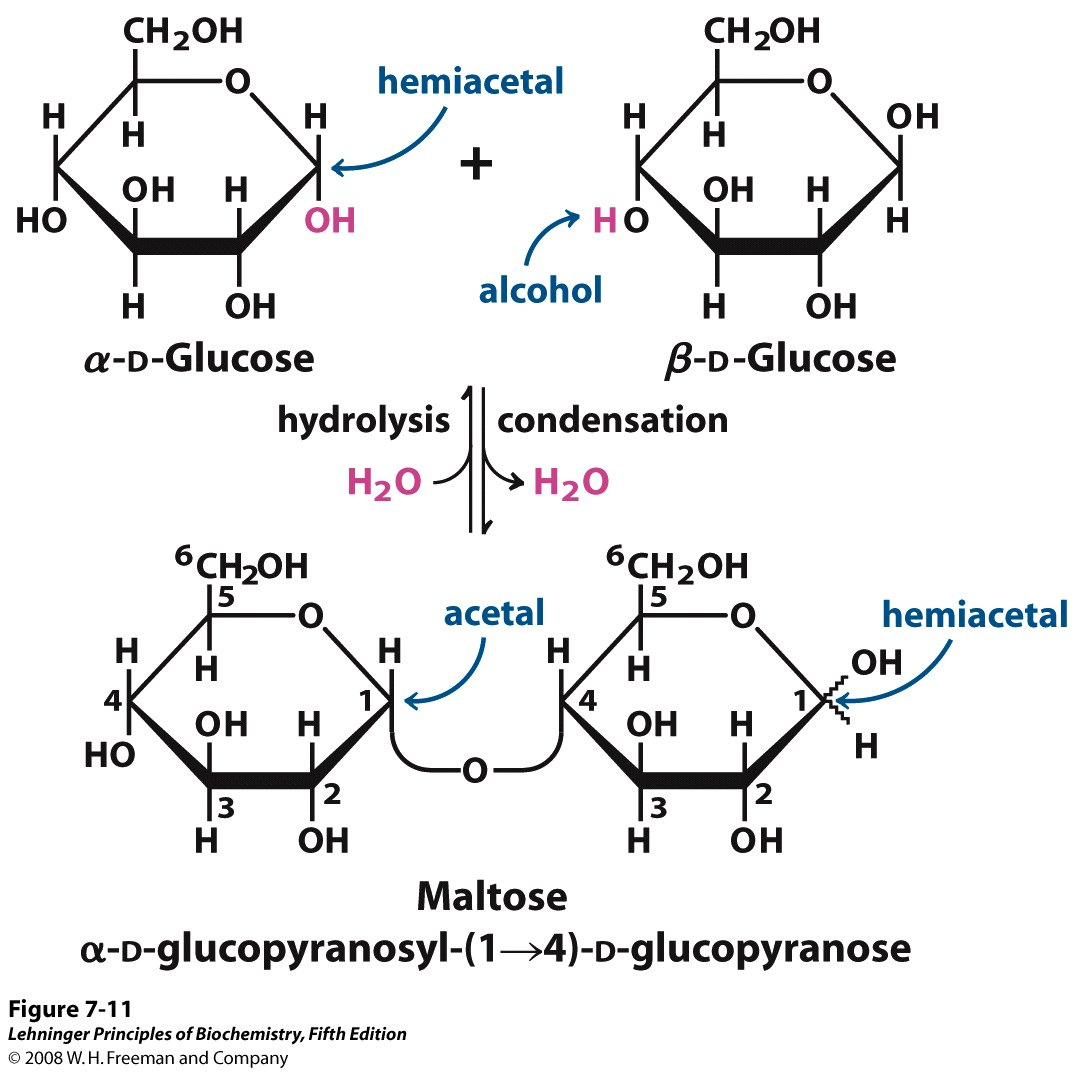 CH₂OH CH₂OH
O hemiacetal O
H H H OH
H + H
OH H OH H
HO OH HO H
alcohol
H OH H OH
α-D-Glucose β-D-Glucose
hydrolysis condensation
H₂O H₂O
⁶CH₂OH ⁶CH₂OH
5 O acetal 5 O hemiacetal
H H H OH
H H
4 1 4 1
OH H OH H
HO H
O
3 2 3 2
H OH H OH
Maltose
α-D-glucopyranosyl-(1→4)-D-glucopyranose
Figure 7-11
Lehninger Principles of Biochemistry, Fifth Edition
© 2008 W. H. Freeman and Company